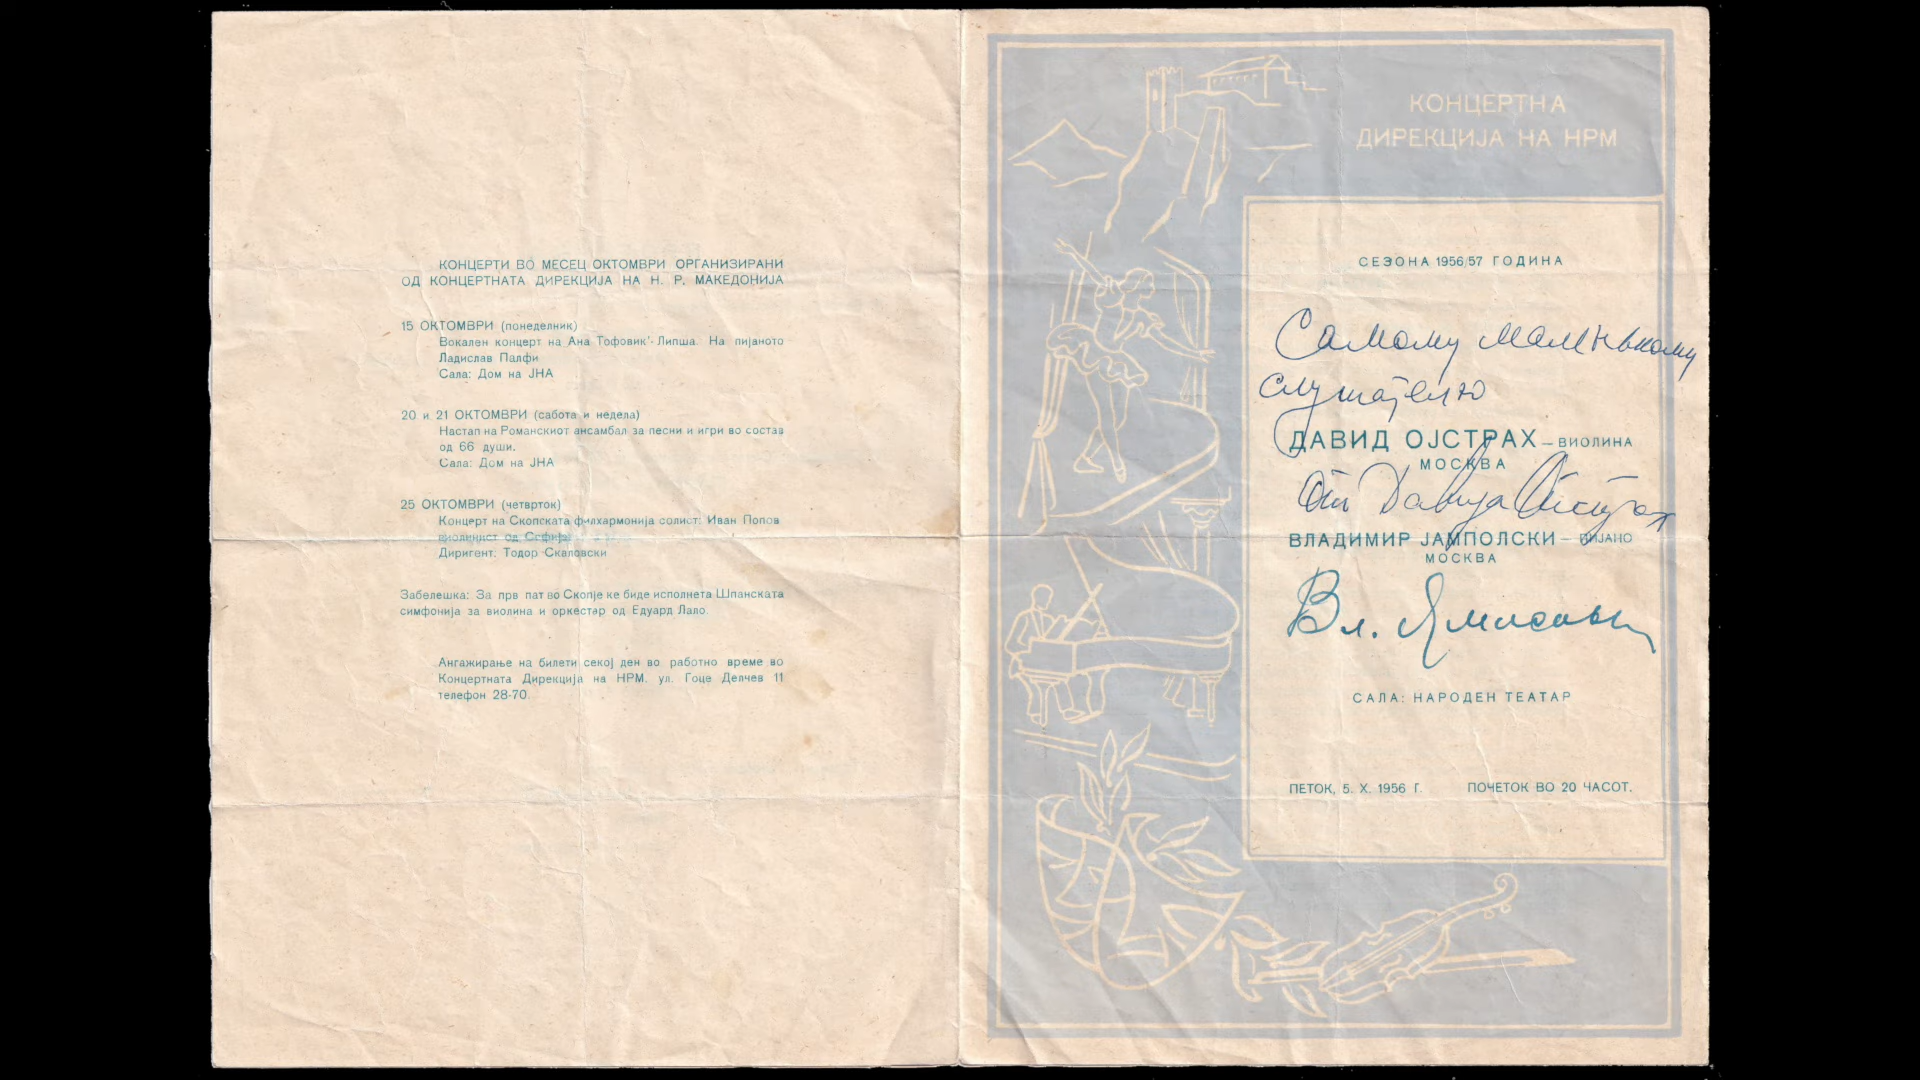 КОНЦЕРТИ ВО МЕСЕЦ ОКТОМВРИ ОРГАНИЗИРАНИ
ОД КОНЦЕРТНАТА ДИРЕКЦИЈА НА Н. Р. МАКЕДОНИЈА
15 ОКТОМВРИ (понеделник)
Вокален концерт на Ана Тофовик'-Липша. На пијаното
Ладислав Палфи
Сала: Дом на ЈНА
20 и 21 ОКТОМВРИ (сабота и недела)
Настап на Романскиот ансамбал за песни и игри во состав
од 66 души.
Сала: Дом на ЈНА
25 ОКТОМВРИ (четврток)
Концерт на Скопската филхармонија солист: Иван Попов
виолинист од Софија
Диригент: Тодор Скаловски
Забелешка: За прв пат во Скопје ке биде исполнета Шпанската
симфонија за виолина и оркестар од Едуард Лало.
Ангажирање на билети секој ден во работно време во
Концертната Дирекција на НРМ. ул. Гоце Делчев 11
телефон 28-70.
КОНЦЕРТНА
ДИРЕКЦИЈА НА НРМ
СЕЗОНА 1956/57 ГОДИНА
Самому маленькому
слушателю
ДАВИД ОЈСТРАХ — ВИОЛИНА
МОСКВА
От Давида Ойстрах
ВЛАДИМИР ЈАМПОЛСКИ — ПИЈАНО
МОСКВА
Вл.
САЛА: НАРОДЕН ТЕАТАР
ПЕТОК, 5. X. 1956 Г. ПОЧЕТОК ВО 20 ЧАСОТ.